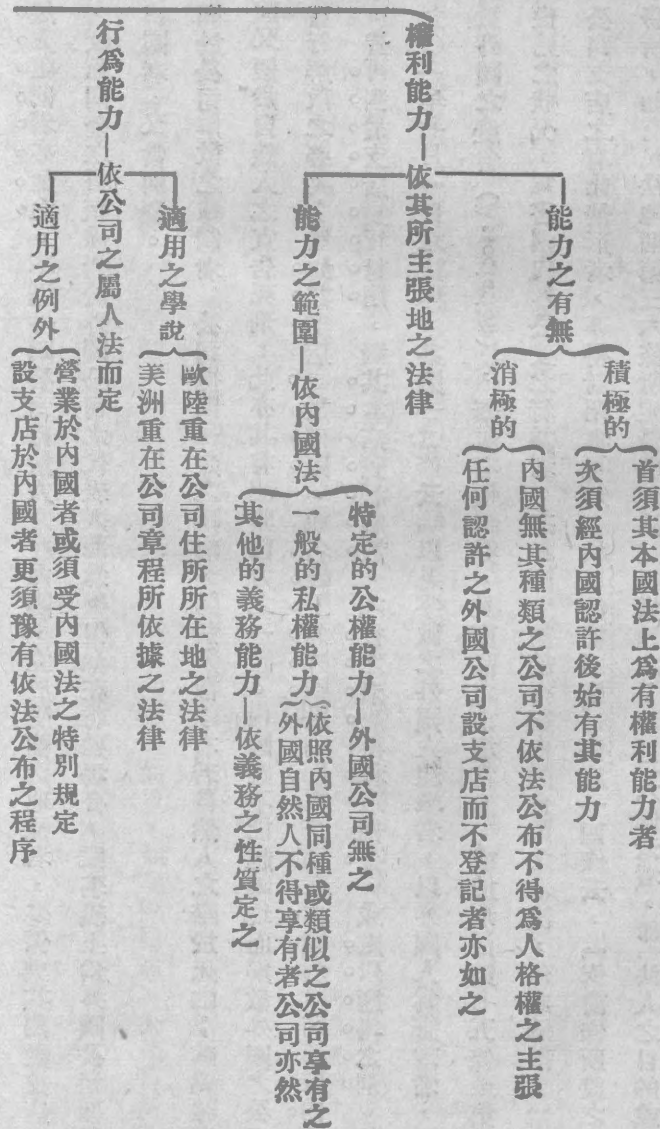 權利能力—依其所主張地之法律
能力之有無
積極的
首須其本國法上爲有權利能力者
次須經內國認許後始有其能力
消極的
內國無其種類之公司不依法公布不得爲人格權之主張
任何認許之外國公司設支店而不登記者亦如之
能力之範圍—依內國法
特定的公權能力—外國公司無之
一般的私權能力
依照內國同種或類似之公司享有之
外國自然人不得享有者公司亦然
其他的義務能力—依義務之性質定之
行爲能力—依公司之屬人法而定
適用之學說
歐陸重在公司住所所在地之法律
美洲重在公司章程所依據之法律
適用之例外
營業於內國者或須受內國法之特別規定
設支店於內國者更須豫有依法公布之程序